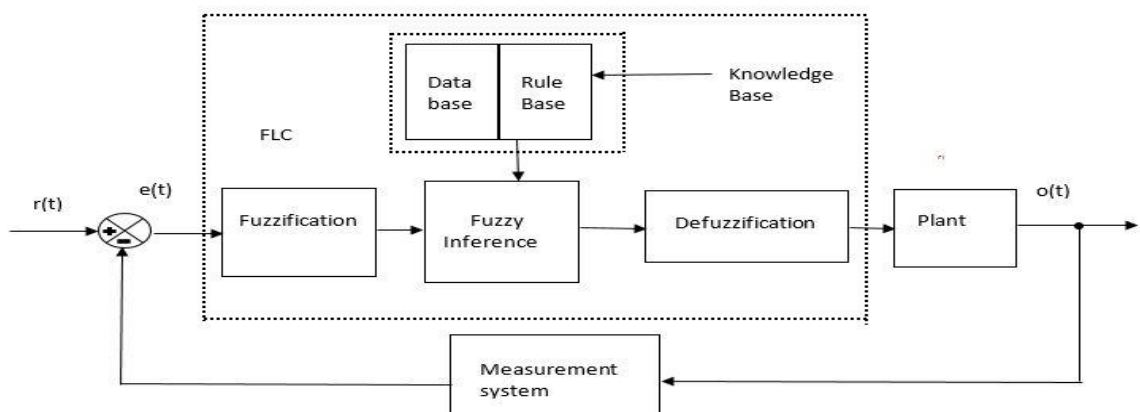 Data
base
Rule
Base
Knowledge
Base
FLC
r(t)
e(t)
Fuzzification
Fuzzy
Inference
Defuzzification
Plant
o(t)
Measurement
system